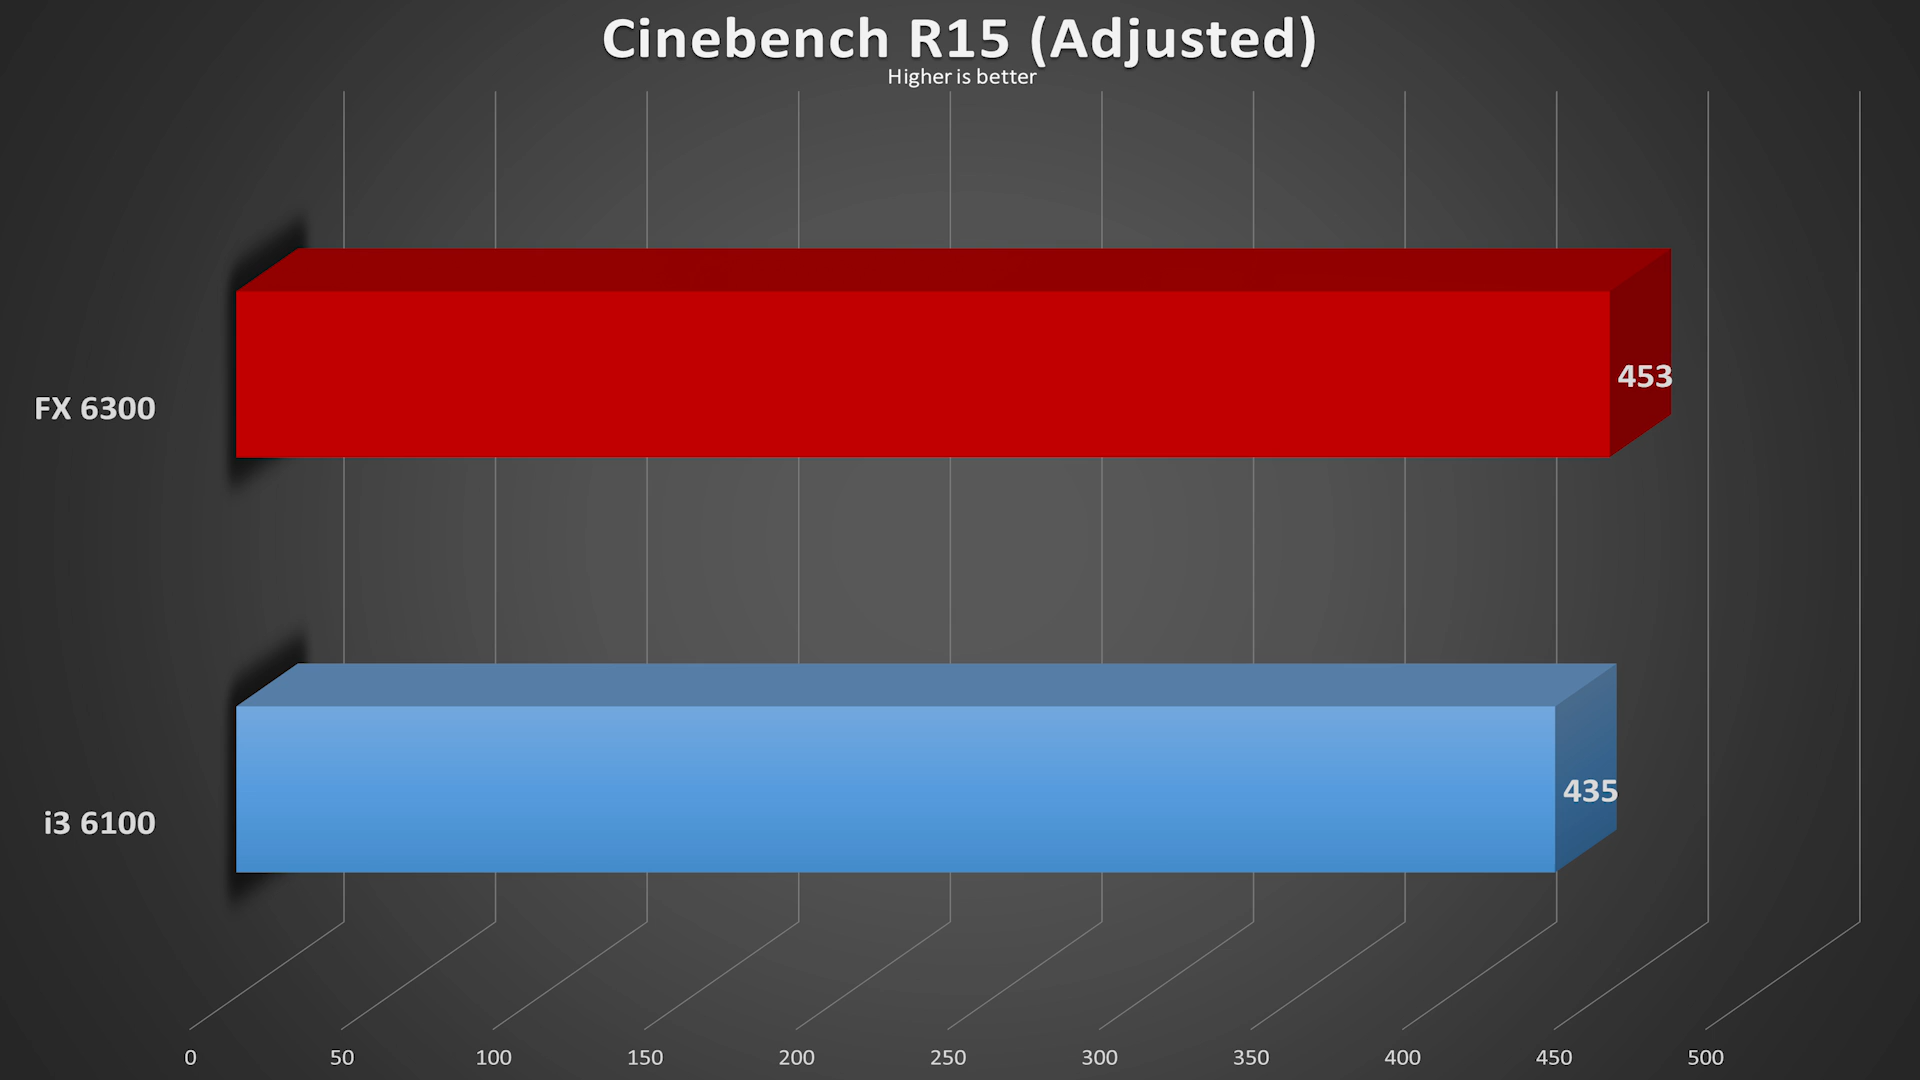 Cinebench R15 (Adjusted)
Higher is better
FX 6300
453
i3 6100
435
0 50 100 150 200 250 300 350 400 450 500